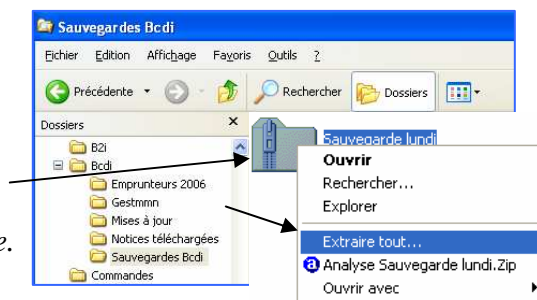 Sauvegardes Bcdi
Fichier Edition Affichage Favoris Outils ?
Précédente Rechercher Dossiers
Dossiers x
B2i
Bcdi
Emprunteurs 2006
Gestmmn
Mises à jour
Notices téléchargées
Sauvegardes Bcdi
Commandes
Sauvegarde lundi
Ouvrir
Rechercher...
Explorer
Extraire tout...
Analyse Sauvegarde lundi.Zip
Ouvrir avec
e.